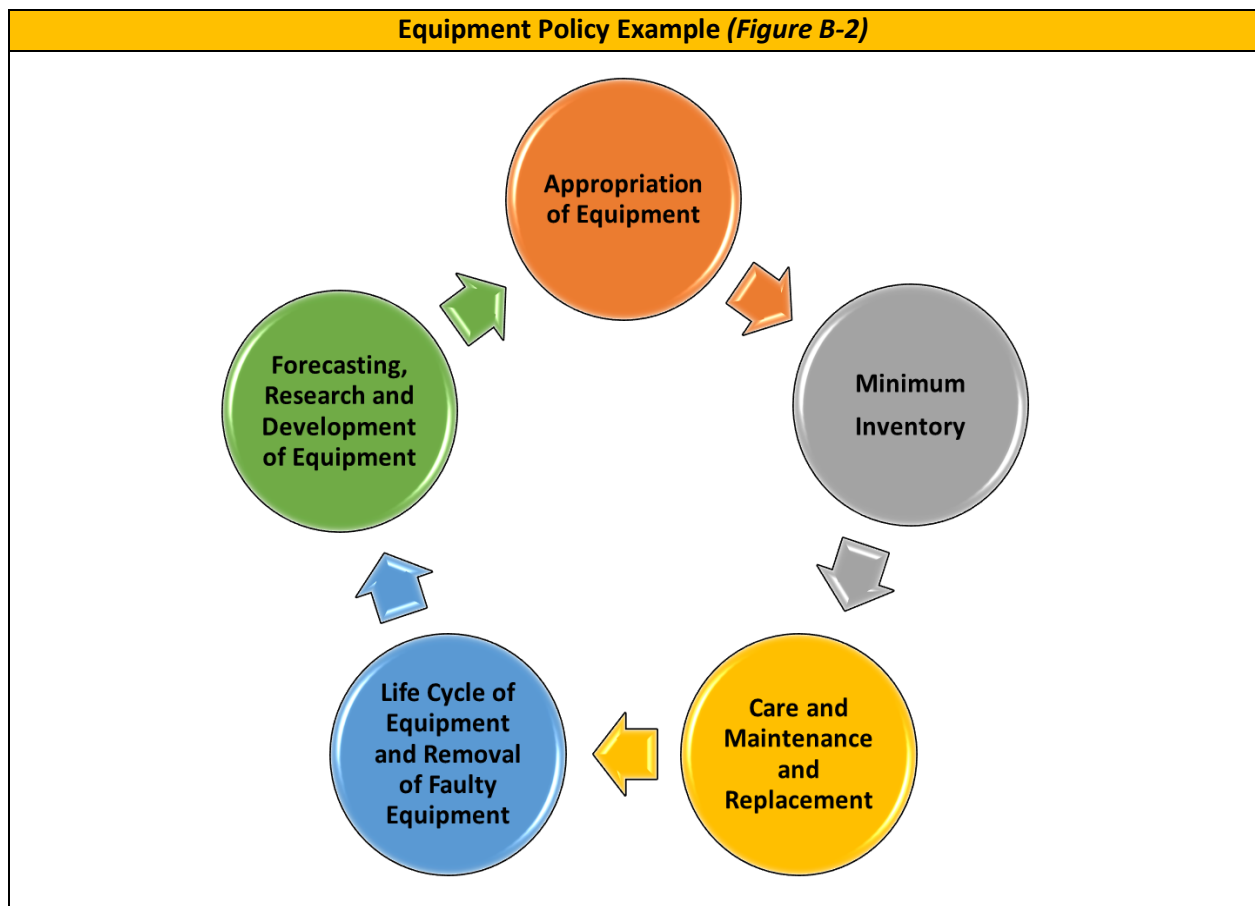 Equipment Policy Example (Figure B-2)
Appropriation
of Equipment
Minimum
Inventory
Care and
Maintenance
and
Replacement
Life Cycle of
Equipment
and Removal
of Faulty
Equipment
Forecasting,
Research and
Development
of Equipment